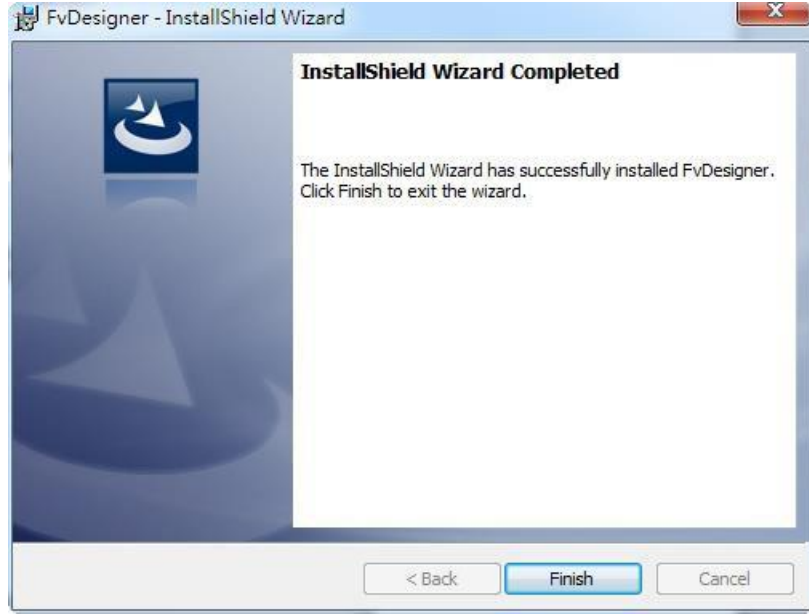 FvDesigner - InstallShield Wizard
InstallShield Wizard Completed
The InstallShield Wizard has successfully installed FvDesigner.
Click Finish to exit the wizard.
< Back
Finish
Cancel